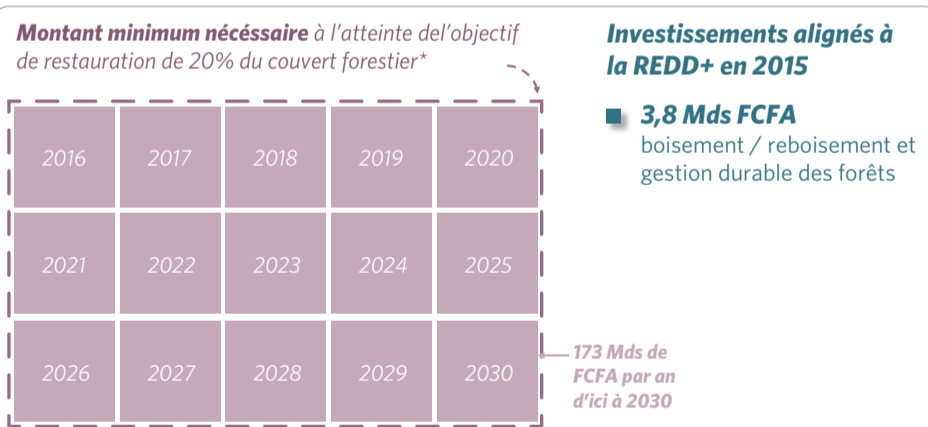 Montant minimum nécéssaire à l'atteinte del'objectif
de restauration de 20% du couvert forestier*
2016 2017 2018 2019 2020
2021 2022 2023 2024 2025
2026 2027 2028 2029 2030
173 Mds de
FCFA par an
d'ici à 2030
Investissements alignés à
la REDD+ en 2015
3,8 Mds FCFA
boisement / reboisement et
gestion durable des forêts